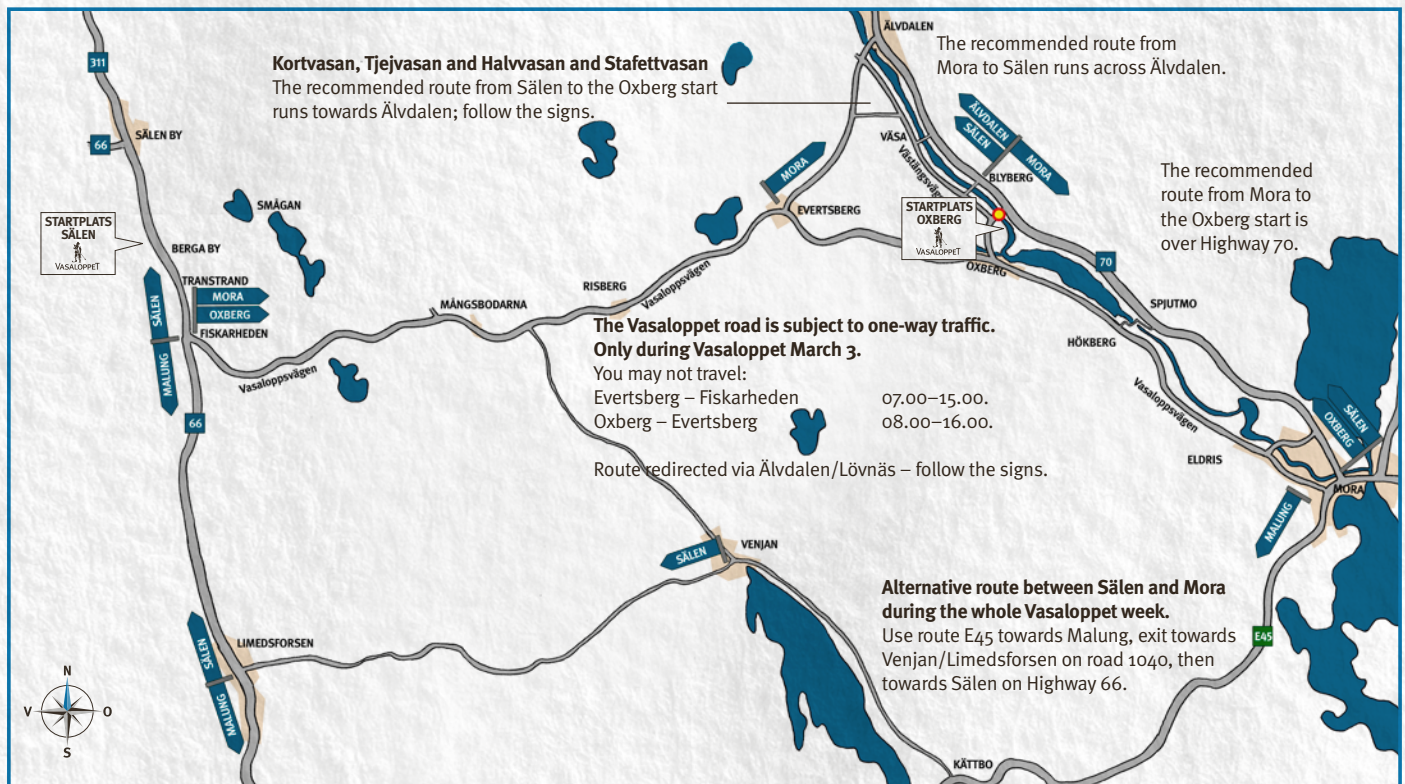 ÄLVDALEN
The recommended route from
Mora to Sälen runs across Älvdalen.
Kortvasan, Tjejvasan and Halvvasan and Stafettvasan
The recommended route from Sälen to the Oxberg start
runs towards Älvdalen; follow the signs.
311
SÄLEN BY
66
ÄLVDALEN
SÄLEN
MORA
VÄSA
Västängsväg
BLYBERG
The recommended
route from Mora to
the Oxberg start is
over Highway 70.
MORA
EVERTSBERG
STARTPLATS
OXBERG
VASALOPPET
OXBERG
70
SMÅGAN
STARTPLATS
SÄLEN
VASALOPPET
BERGA BY
TRANSTRAND
MORA
OXBERG
FISKARHEDEN
SÄLEN
MALUNG
66
Vasaloppsvägen
MÅNGSBODARNA
RISBERG
Vasaloppsvägen
SPJUTMO
HÖKBERG
Vasaloppsvägen
The Vasaloppet road is subject to one-way traffic.
Only during Vasaloppet March 3.
You may not travel:
Evertsberg – Fiskarheden 07.00–15.00.
Oxberg – Evertsberg 08.00–16.00.
Route redirected via Älvdalen/Lövnäs – follow the signs.
SÄLEN
OXBERG
ELDRIS
MORA
MALUNG
SÄLEN
VENJAN
Alternative route between Sälen and Mora
during the whole Vasaloppet week.
Use route E45 towards Malung, exit towards
Venjan/Limedsforsen on road 1040, then
towards Sälen on Highway 66.
E45
SÄLEN
MALUNG
LIMEDSFORSEN
N
V O
S
KÄTTBO